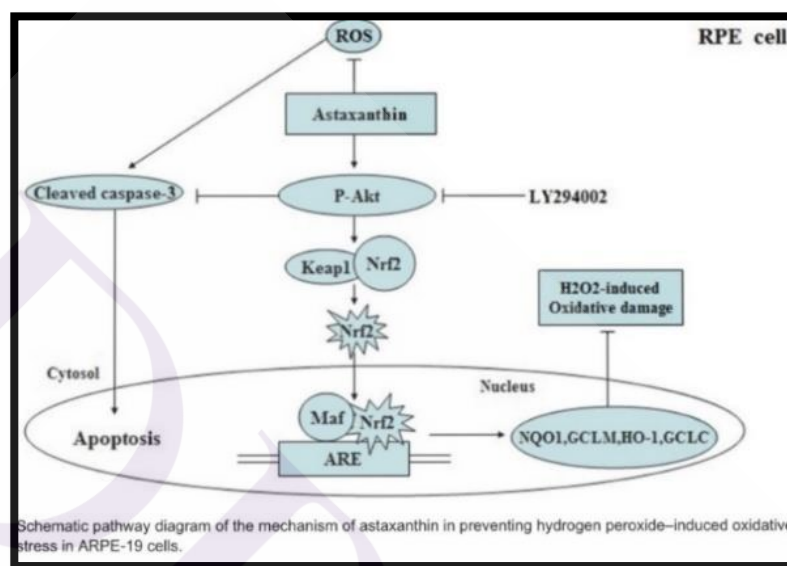 ROS
RPE cell
Astaxanthin
Cleaved caspase-3
P-Akt
LY294002
Keap1
Nrf2
H2O2-induced
Oxidative damage
Nrf2
Cytosol
Nucleus
Maf
Nrf2
Apoptosis
NQO1,GCLM,HO-1,GCLC
ARE
Schematic pathway diagram of the mechanism of astaxanthin in preventing hydrogen peroxide–induced oxidative
stress in ARPE-19 cells.